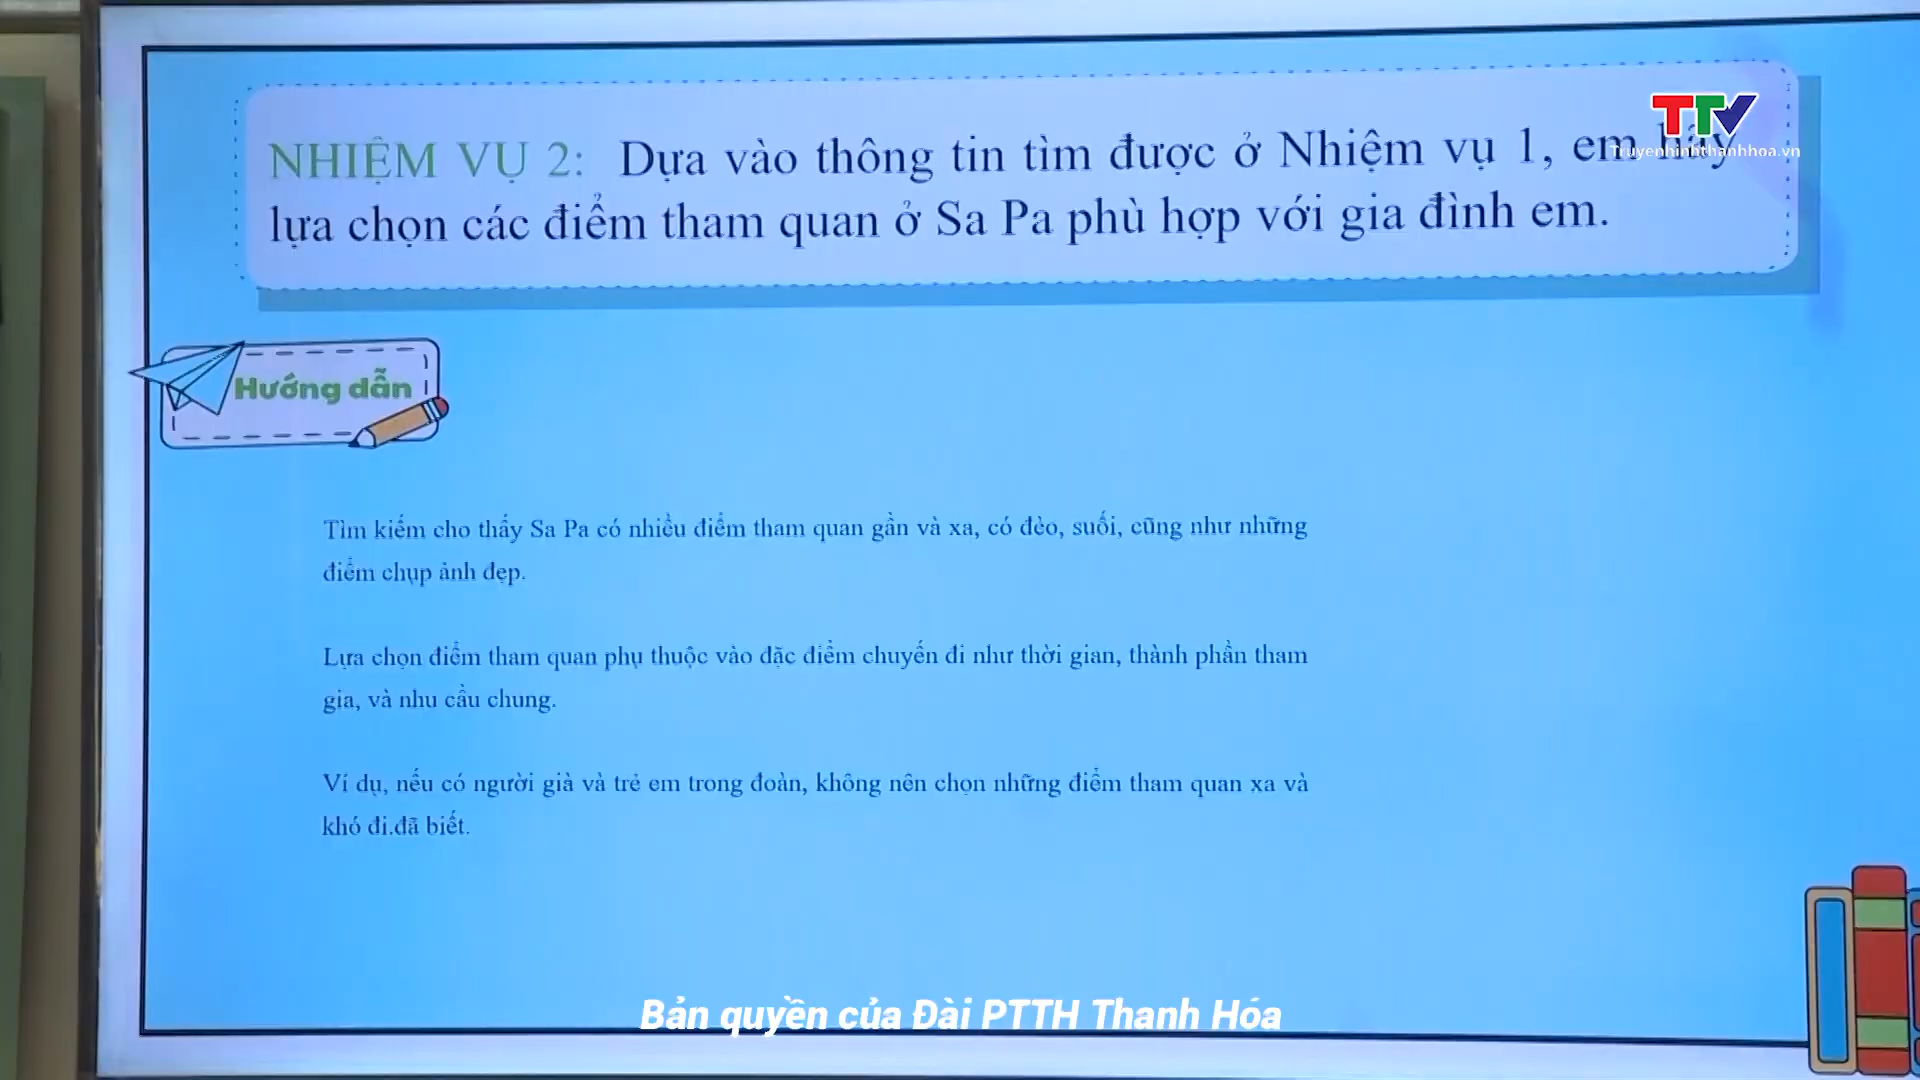 TTV
Truyenhinhthanhhoa.vn
NHIỆM VỤ 2: Dựa vào thông tin tìm được ở Nhiệm vụ 1, em hãy
lựa chọn các điểm tham quan ở Sa Pa phù hợp với gia đình em.
Hướng dẫn
Tìm kiếm cho thấy Sa Pa có nhiều điểm tham quan gần và xa, có đèo, suối, cũng như những
điểm chụp ảnh đẹp.
Lựa chọn điểm tham quan phụ thuộc vào đặc điểm chuyến đi như thời gian, thành phần tham
gia, và nhu cầu chung.
Ví dụ, nếu có người già và trẻ em trong đoàn, không nên chọn những điểm tham quan xa và
khó đi.đã biết.
Bản quyền của Đài PTTH Thanh Hóa